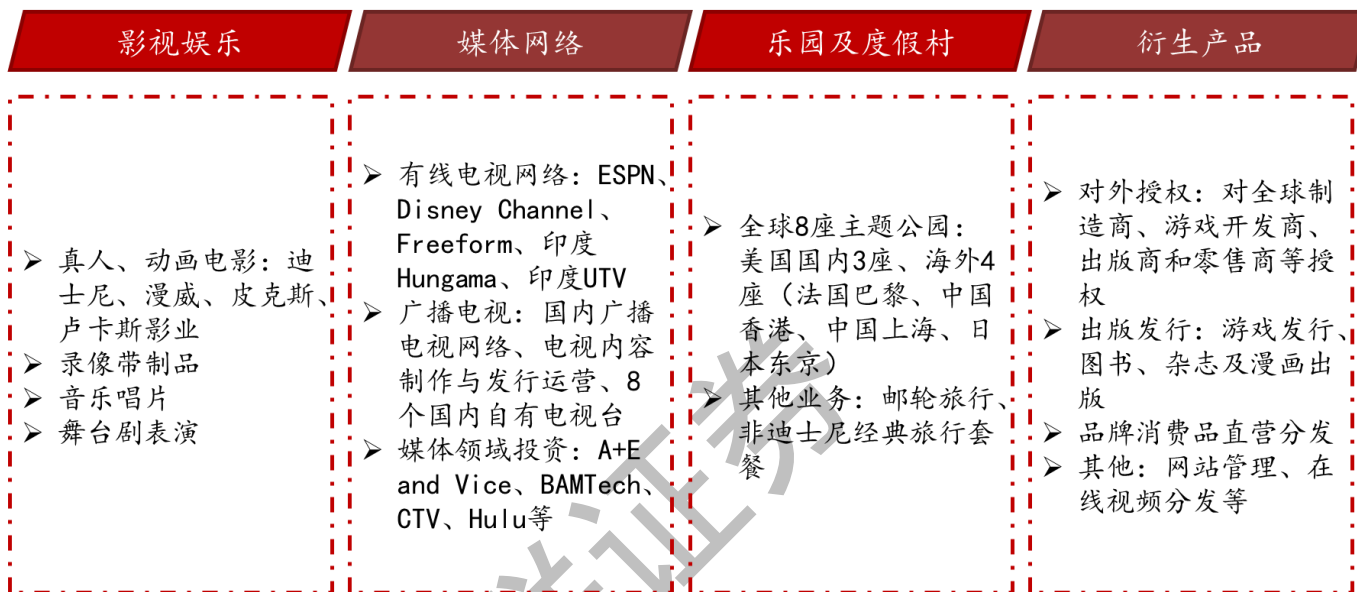 影视娱乐
➢ 真人、动画电影：迪
士尼、漫威、皮克斯、
卢卡斯影业
➢ 录像带制品
➢ 音乐唱片
➢ 舞台剧表演
媒体网络
➢ 有线电视网络：ESPN、
Disney Channel、
Freeform、印度
Hungama、印度UTV
➢ 广播电视：国内广播
电视网络、电视内容
制作与发行运营、8
个国内自有电视台
➢ 媒体领域投资：A+E
and Vice、BAMTech、
CTV、Hulu等
乐园及度假村
➢ 全球8座主题公园：
美国国内3座、海外4
座（法国巴黎、中国
香港、中国上海、日
本东京）
➢ 其他业务：邮轮旅行、
非迪士尼经典旅行套
餐
衍生产品
➢ 对外授权：对全球制
造商、游戏开发商、
出版商和零售商等授
权
➢ 出版发行：游戏发行、
图书、杂志及漫画出
版
➢ 品牌消费品直营分发
➢ 其他：网站管理、在
线视频分发等
证券